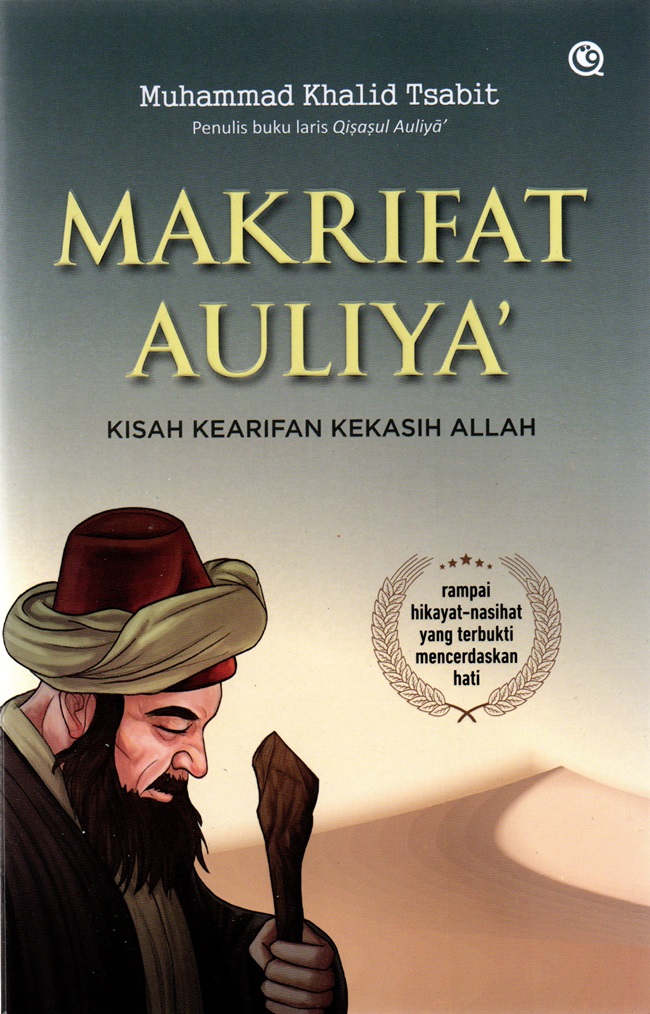 Muhammad Khalid Tsabit
Penulis buku laris Qiṣaṣul Auliyā’
MAKRIFAT
AULIYA’
KISAH KEARIFAN KEKASIH ALLAH
rampai
hikayat-nasihat
yang terbukti
mencerdaskan
hati